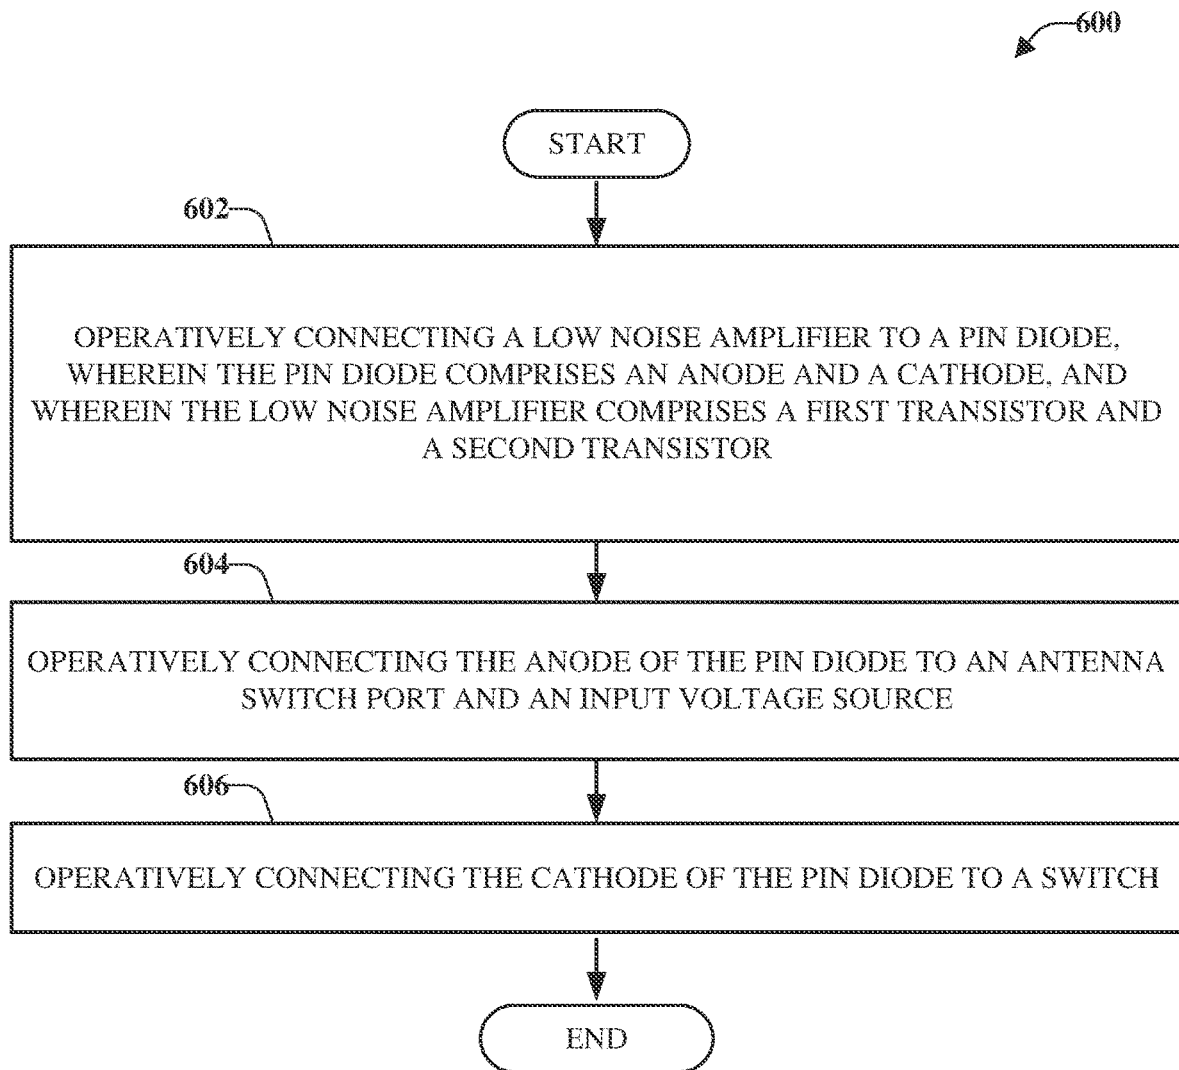 600
START
602
OPERATIVELY CONNECTING A LOW NOISE AMPLIFIER TO A PIN DIODE,
WHEREIN THE PIN DIODE COMPRISES AN ANODE AND A CATHODE, AND
WHEREIN THE LOW NOISE AMPLIFIER COMPRISES A FIRST TRANSISTOR AND
A SECOND TRANSISTOR
604
OPERATIVELY CONNECTING THE ANODE OF THE PIN DIODE TO AN ANTENNA
SWITCH PORT AND AN INPUT VOLTAGE SOURCE
606
OPERATIVELY CONNECTING THE CATHODE OF THE PIN DIODE TO A SWITCH
END